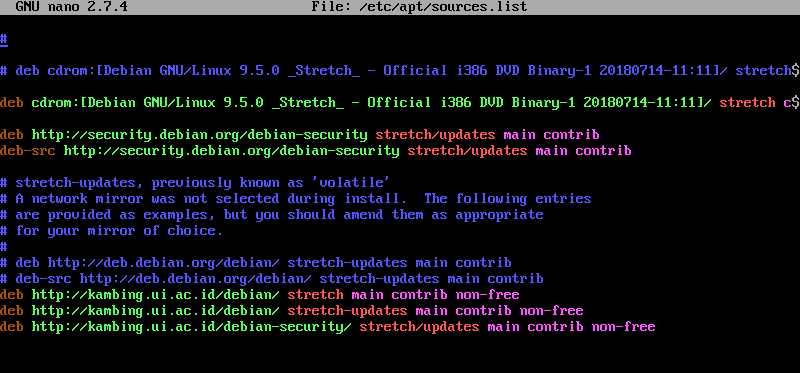 GNU nano 2.7.4 File: /etc/apt/sources.list
#
# deb cdrom:[Debian GNU/Linux 9.5.0 _Stretch_ - Official i386 DVD Binary-1 20180714-11:11]/ stretch$
deb cdrom:[Debian GNU/Linux 9.5.0 _Stretch_ - Official i386 DVD Binary-1 20180714-11:11]/ stretch c$
deb http://security.debian.org/debian-security stretch/updates main contrib
deb-src http://security.debian.org/debian-security stretch/updates main contrib
# stretch-updates, previously known as 'volatile'
# A network mirror was not selected during install.  The following entries
# are provided as examples, but you should amend them as appropriate
# for your mirror of choice.
#
# deb http://deb.debian.org/debian/ stretch-updates main contrib
# deb-src http://deb.debian.org/debian/ stretch-updates main contrib
deb http://kambing.ui.ac.id/debian/ stretch main contrib non-free
deb http://kambing.ui.ac.id/debian/ stretch-updates main contrib non-free
deb http://kambing.ui.ac.id/debian-security/ stretch/updates main contrib non-free